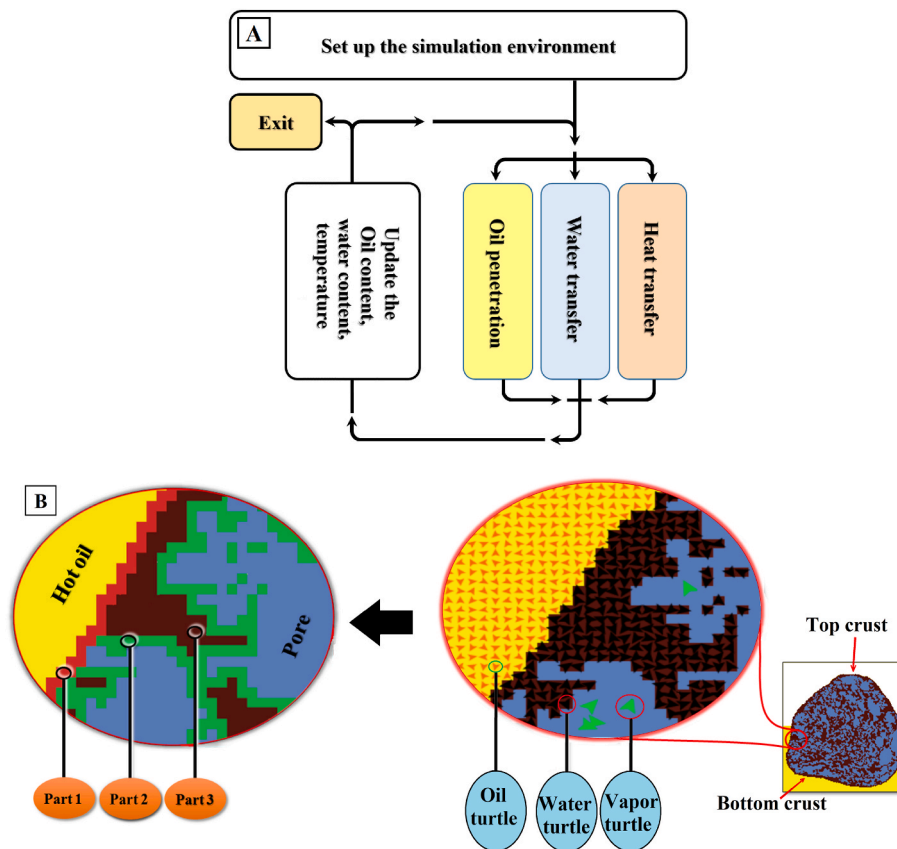 A
Set up the simulation environment
Exit
Update the
Oil content,
water content,
temperature
Oil penetration
Water transfer
Heat transfer
B
Hot oil
Pore
Part 1
Part 2
Part 3
Oil
turtle
Water
turtle
Vapor
turtle
Top crust
Bottom crust